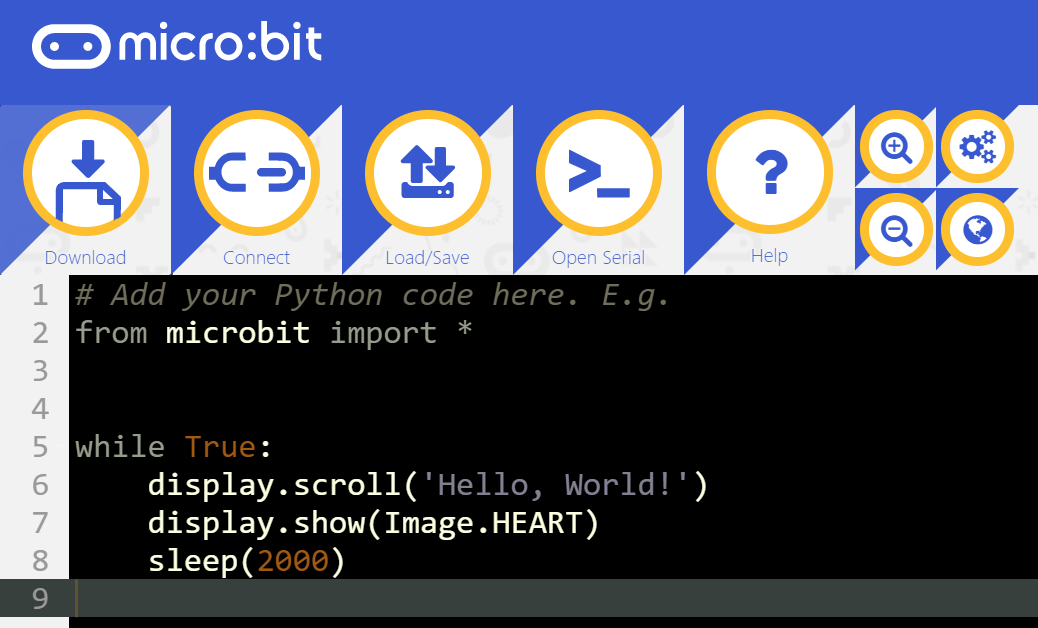 micro:bit
Download Connect Load/Save Open Serial Help
1 # Add your Python code here. E.g.
2 from microbit import *
3
4
5 while True:
6     display.scroll('Hello, World!')
7     display.show(Image.HEART)
8     sleep(2000)
9